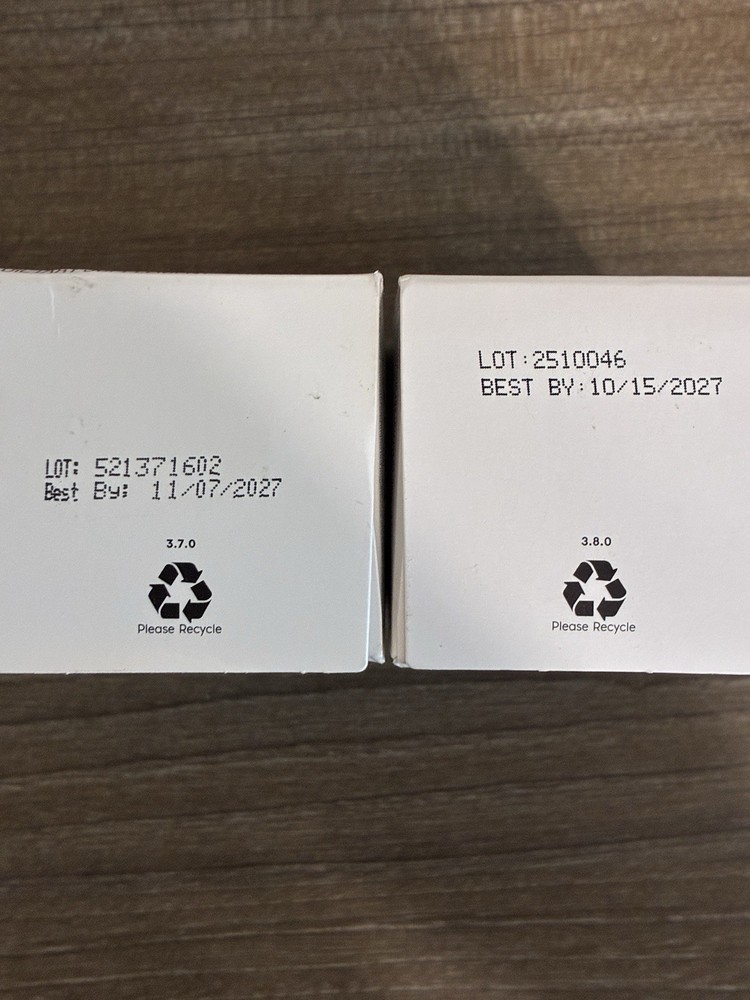 LOT: 521371602
Best By: 11/07/2027
3.7.0
Please Recycle
LOT:2510046
BEST BY:10/15/2027
3.8.0
Please Recycle